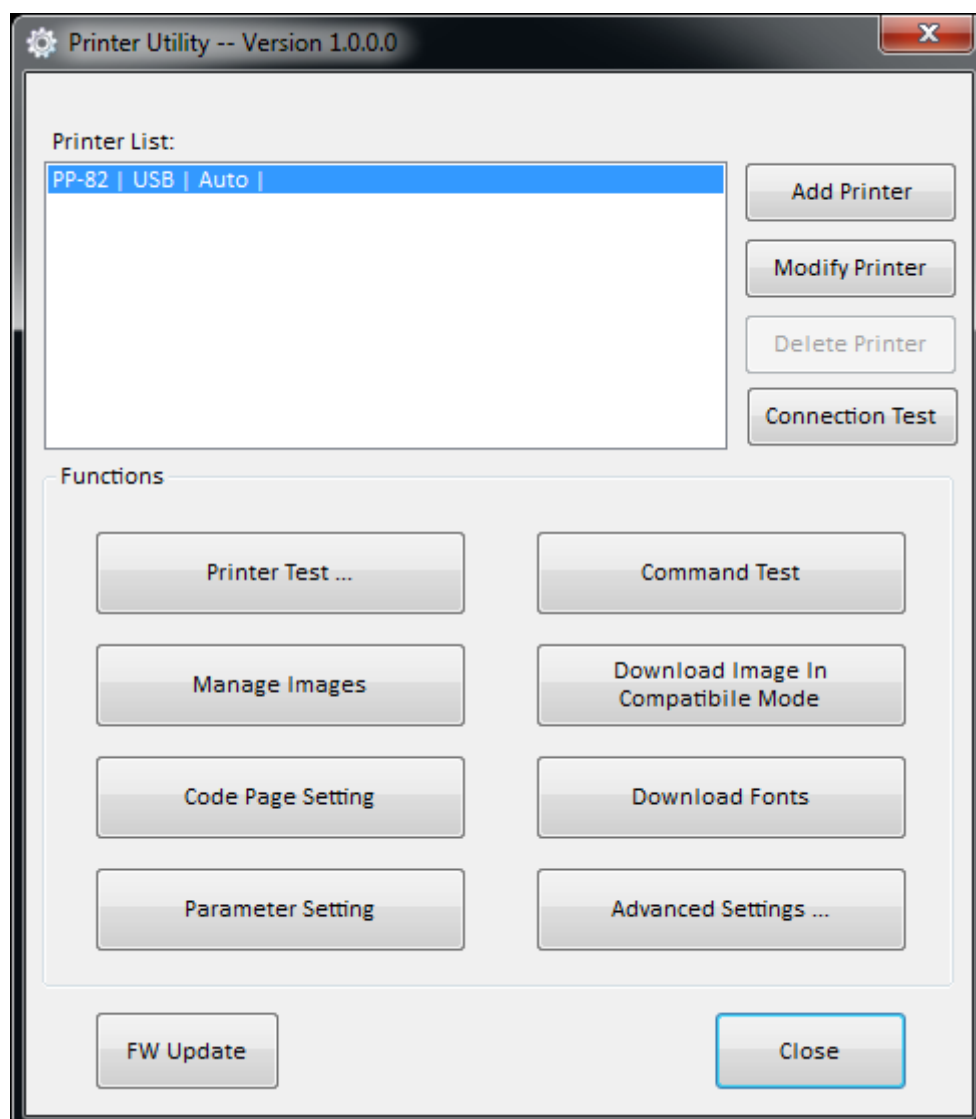 Printer Utility -- Version 1.0.0.0
x
Printer List:
PP-82 | USB | Auto |
Add Printer
Modify Printer
Delete Printer
Connection Test
Functions
Printer Test ...
Command Test
Manage Images
Download Image In
Compatibile Mode
Code Page Setting
Download Fonts
Parameter Setting
Advanced Settings ...
FW Update
Close